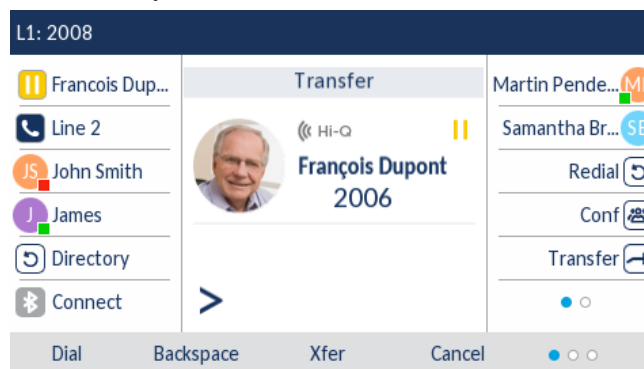 L1: 2008
Francois Dup...
Line 2
JS John Smith
J James
Directory
Connect
Transfer
Hi-Q
François Dupont
2006
>
Martin Pende...
Samantha Br...
Redial
Conf
Transfer
Dial Backspace Xfer Cancel